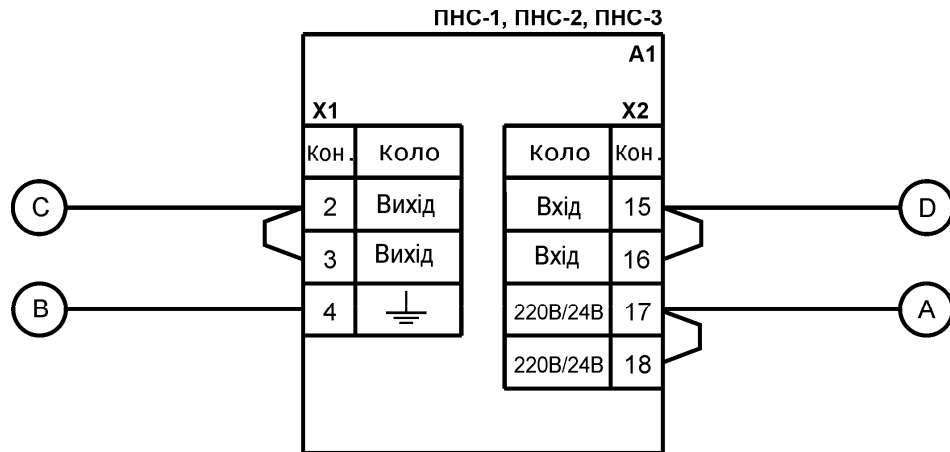 ПНС-1, ПНС-2, ПНС-3
А1
Х1 Х2
Кон. Коло Коло Кон.
C 2 Вихід Вхід 15 D
3 Вихід Вхід 16
B 4 220В/24В 17 A
220В/24В 18